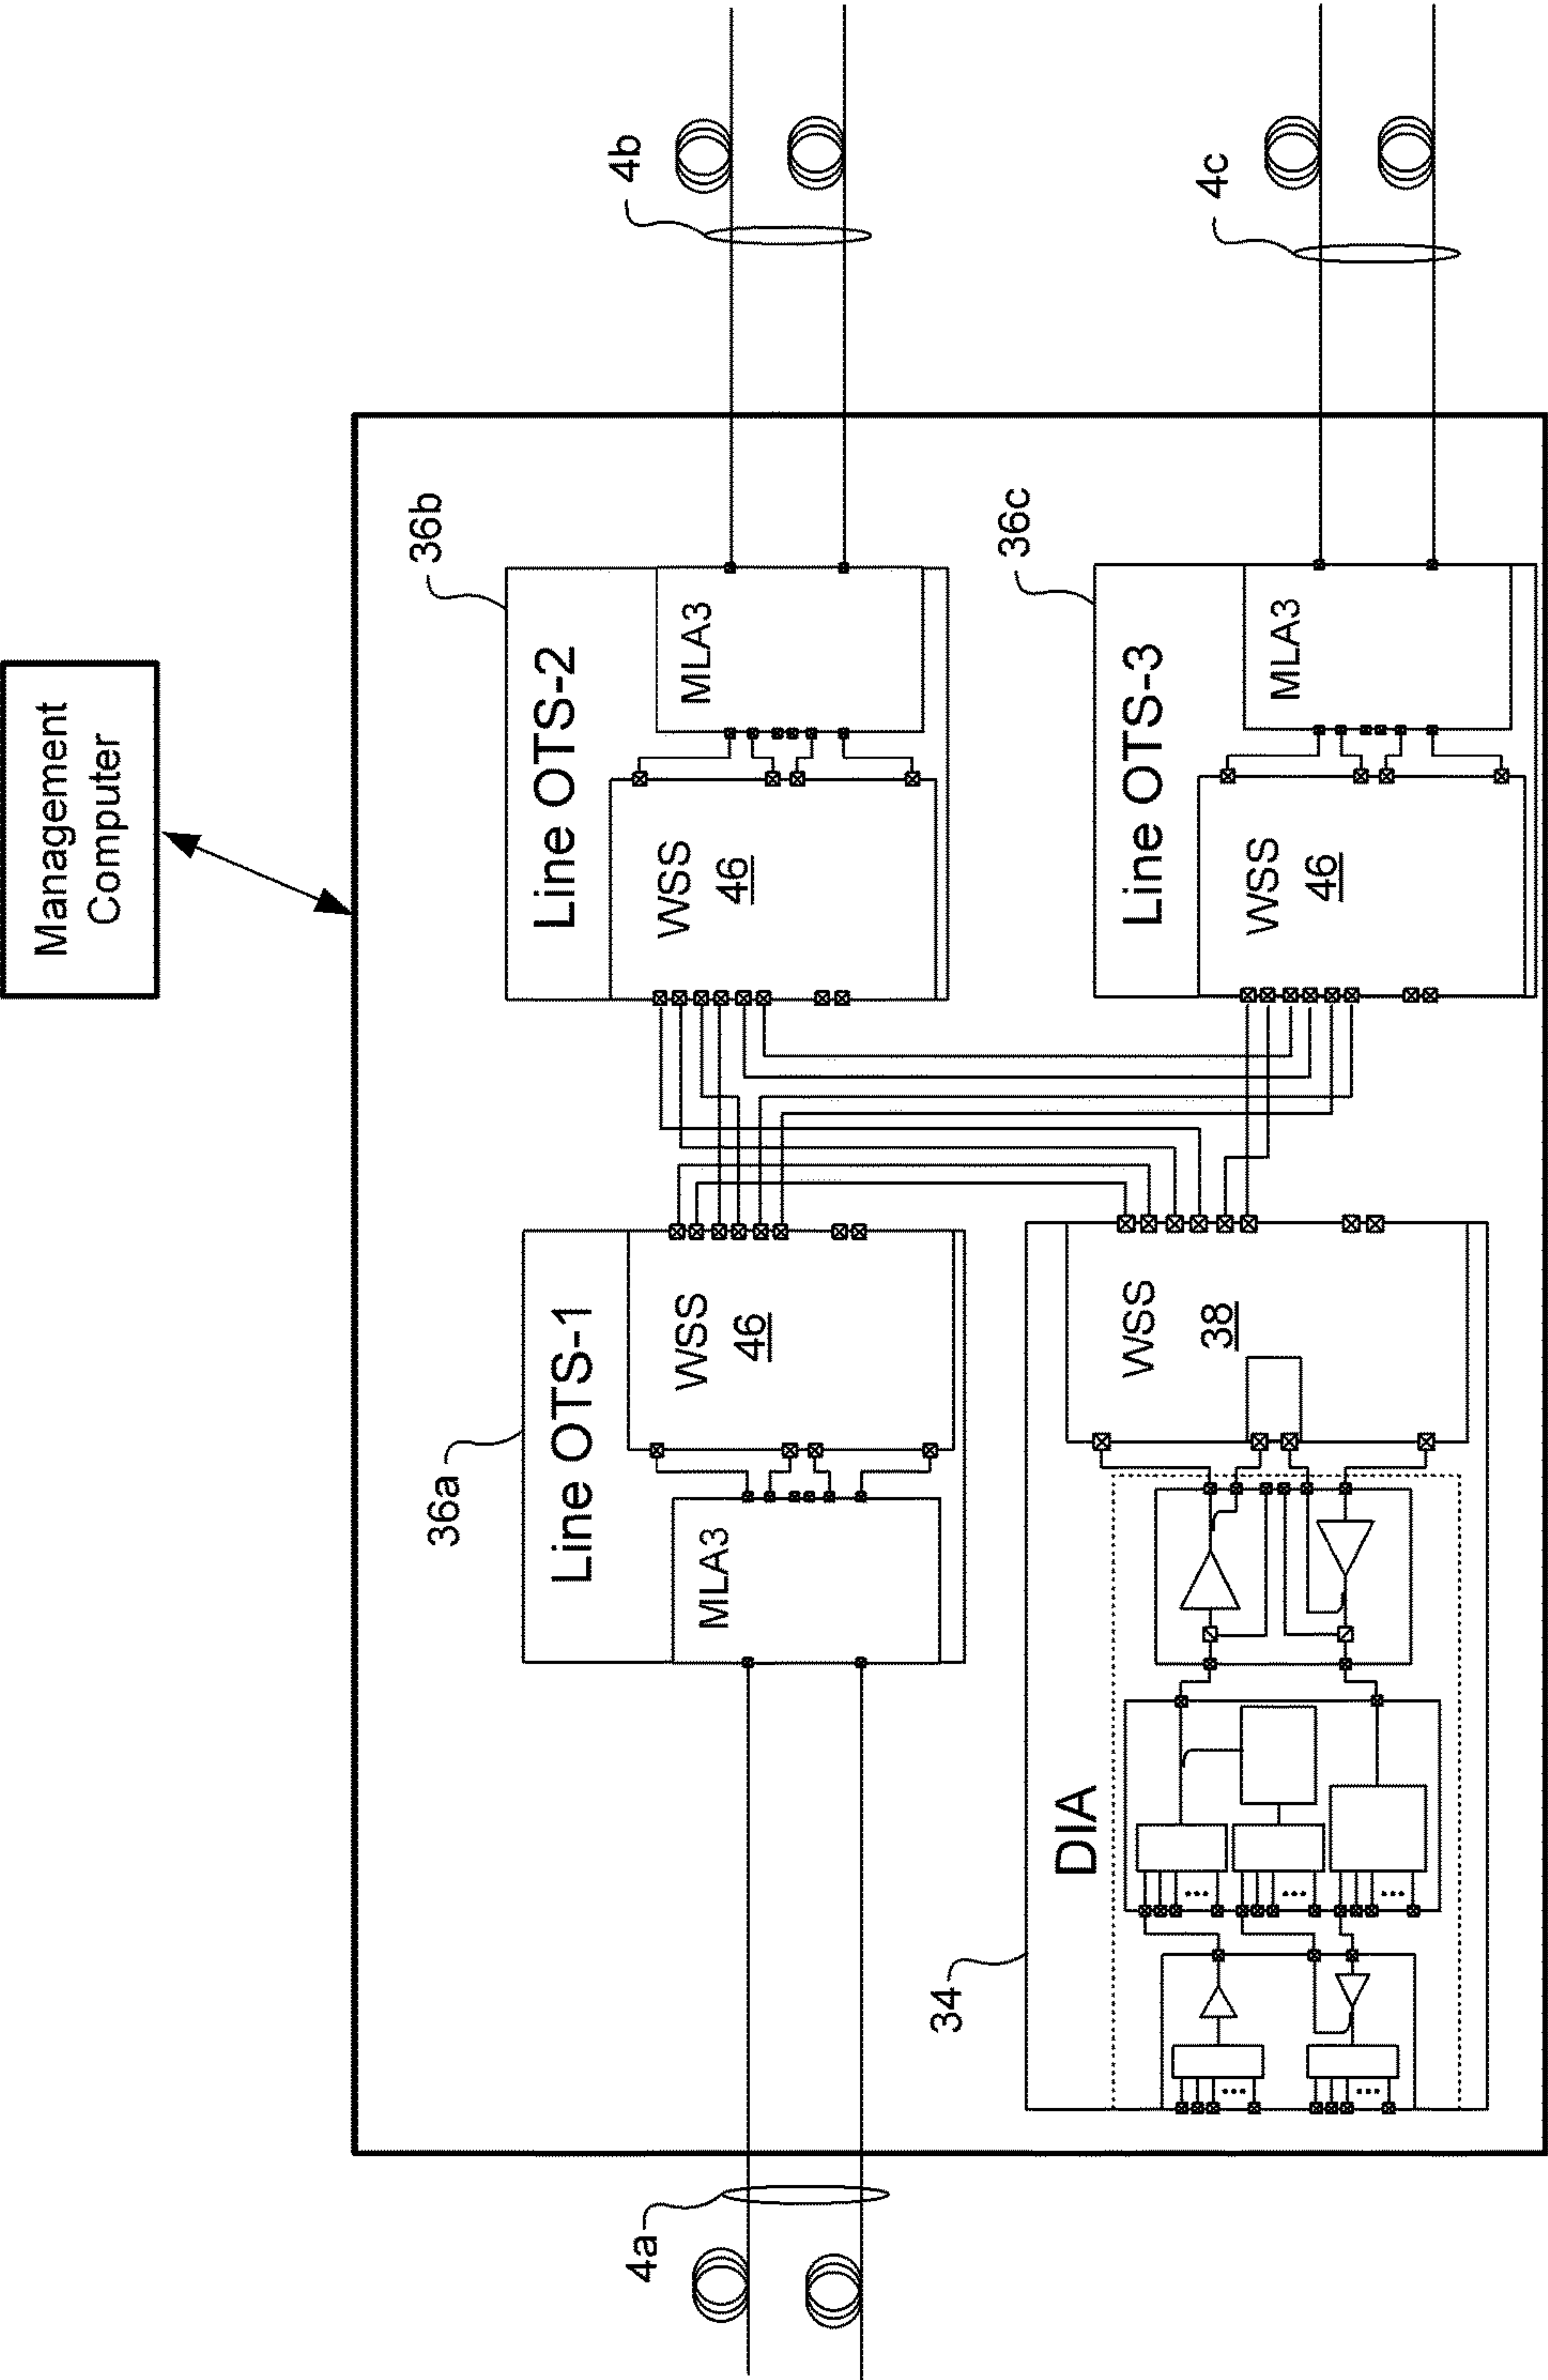 Management
Computer
4a
4b
4c
36a
Line OTS-1
MLA3
WSS
46
36b
Line OTS-2
WSS
46
MLA3
34
DIA
...
...
...
...
...
WSS
38
36c
Line OTS-3
WSS
46
MLA3